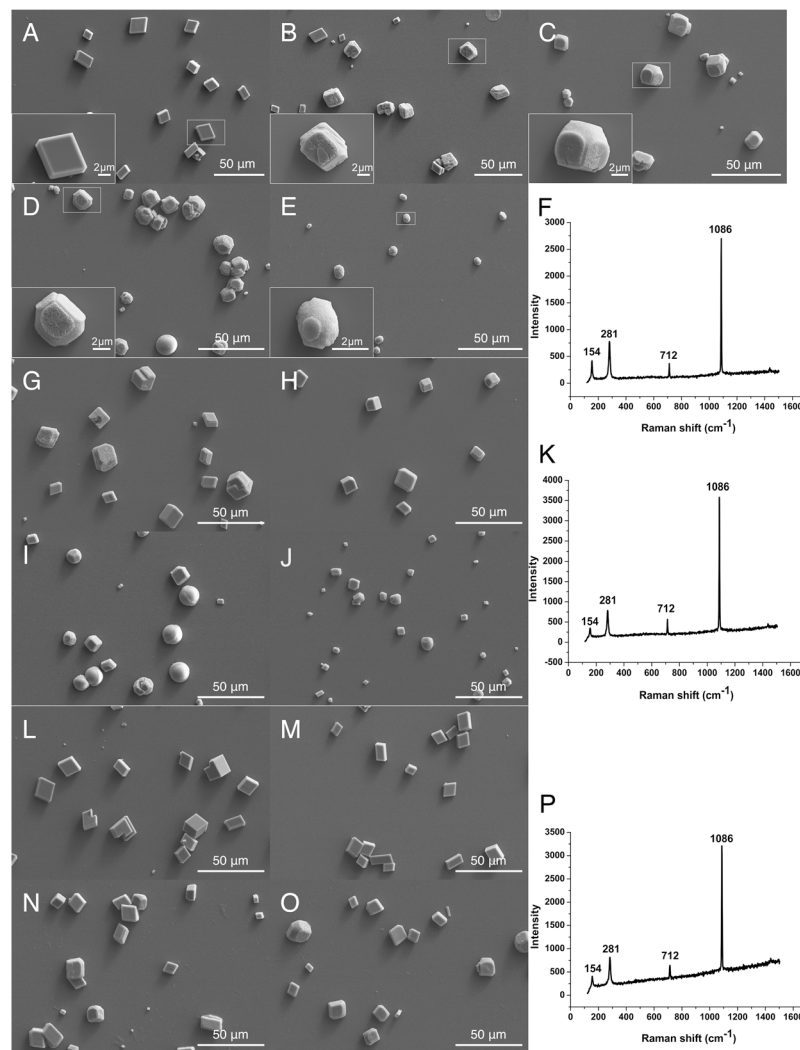 A
2µm
50 µm
B
2µm
50 µm
C
2µm
50 µm
D
2µm
50 µm
E
2µm
50 µm
F
3000
2500
2000
1500
1000
500
0
Intensity
154
281
712
1086
0 200 400 600 800 1000 1200 1400 1600
Raman shift (cm⁻¹)
G
50 µm
H
50 µm
I
50 µm
J
50 µm
K
4000
3500
3000
2500
2000
1500
1000
500
0
-500
Intensity
154
281
712
1086
0 200 400 600 800 1000 1200 1400 1600
Raman shift (cm⁻¹)
L
50 µm
M
50 µm
N
50 µm
O
50 µm
P
3500
3000
2500
2000
1500
1000
500
0
Intensity
154
281
712
1086
0 200 400 600 800 1000 1200 1400 1600
Raman shift (cm⁻¹)